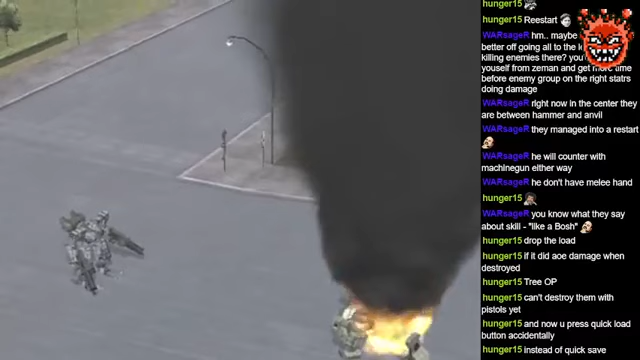 hunger15
hunger15 Reestart
WARsageR hm.. maybe
better off going all to the
killing enemies there?
youself from zeman and get more time
before enemy group on the right statrs
doing damage
WARsageR right now in the center they
are between hammer and anvil
WARsageR they managed into a restart
WARsageR he will counter with
machinegun either way
WARsageR he don't have melee hand
hunger15
WARsageR you know what they say
about skill - "like a Bosh"
hunger15 drop the load
hunger15 if it did aoe damage when
destroyed
hunger15 Tree OP
hunger15 can't destroy them with
pistols yet
hunger15 and now u press quick load
button accidentally
hunger15 instead of quick save